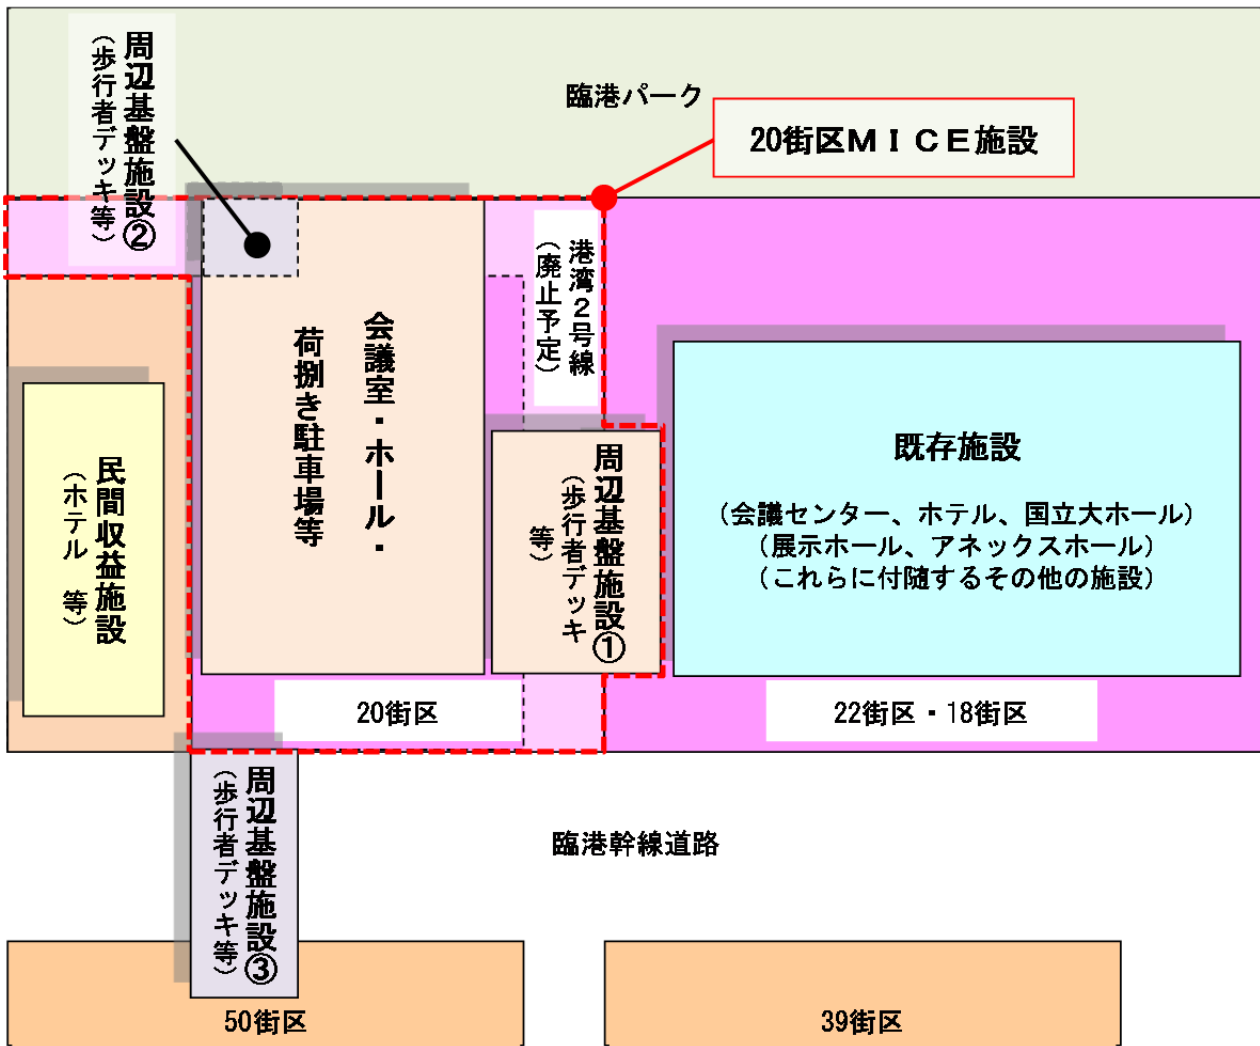 臨港パーク
20街区ＭＩＣＥ施設
周辺基盤施設②
（歩行者デッキ等）
港湾２号線
（廃止予定）
会議室・ホール・
荷捌き駐車場等
民間収益施設
（ホテル　等）
周辺基盤施設①
（歩行者デッキ
等）
既存施設
（会議センター、ホテル、国立大ホール）
（展示ホール、アネックスホール）
（これらに付随するその他の施設）
20街区
22街区・18街区
周辺基盤施設③
（歩行者デッキ等）
臨港幹線道路
50街区
39街区